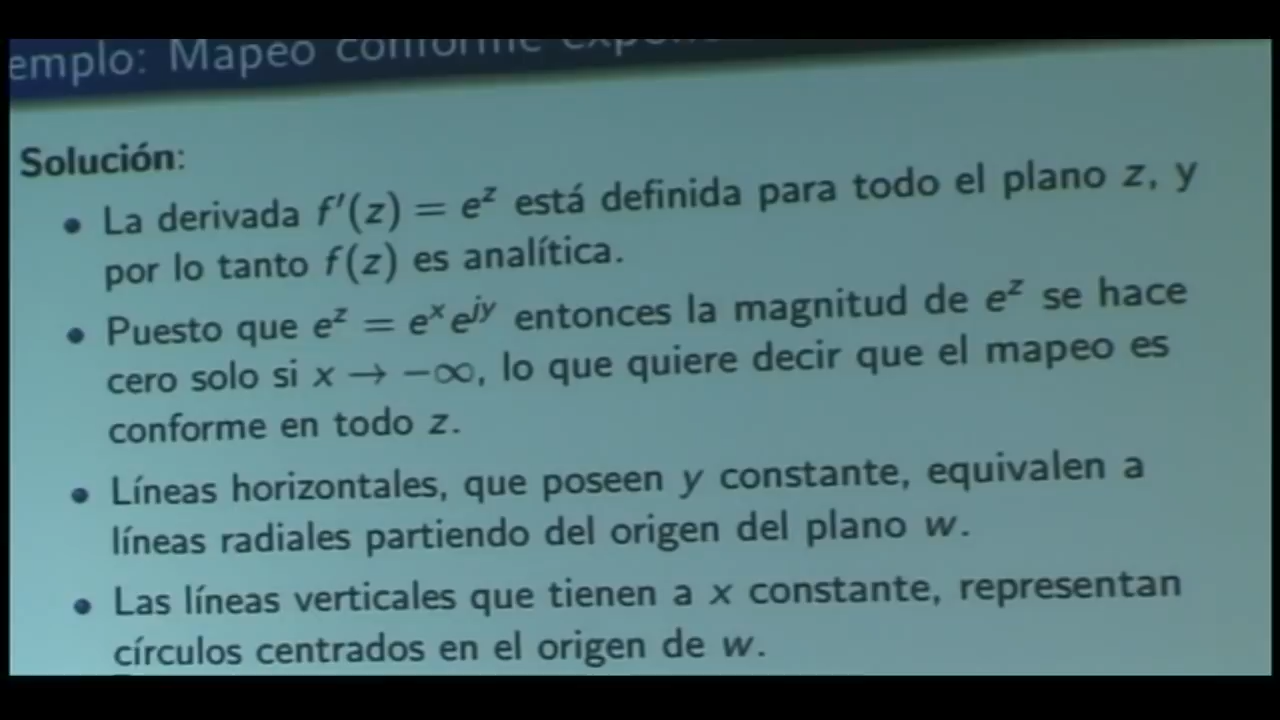 emplo: Mapeo conforme
Solución:
• La derivada f′(z) = e^z está definida para todo el plano z, y
por lo tanto f(z) es analítica.
• Puesto que e^z = e^x e^{jy} entonces la magnitud de e^z se hace
cero solo si x → −∞, lo que quiere decir que el mapeo es
conforme en todo z.
• Líneas horizontales, que poseen y constante, equivalen a
líneas radiales partiendo del origen del plano w.
• Las líneas verticales que tienen a x constante, representan
círculos centrados en el origen de w.